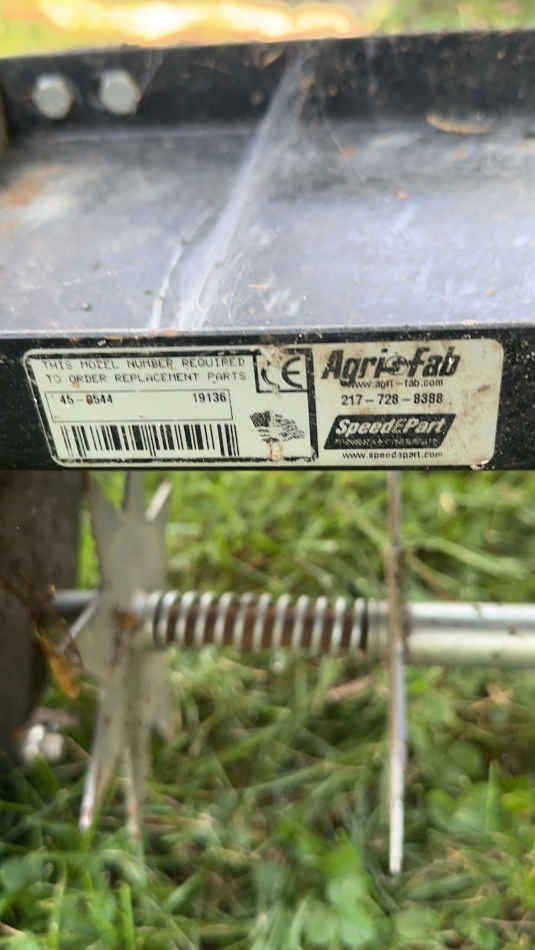 THIS MODEL NUMBER REQUIRED
TO ORDER REPLACEMENT PARTS
45-0544 19136
CE
Agri-Fab
www.agri-fab.com
217-728-8388
SpeedEPart
www.speedepart.com